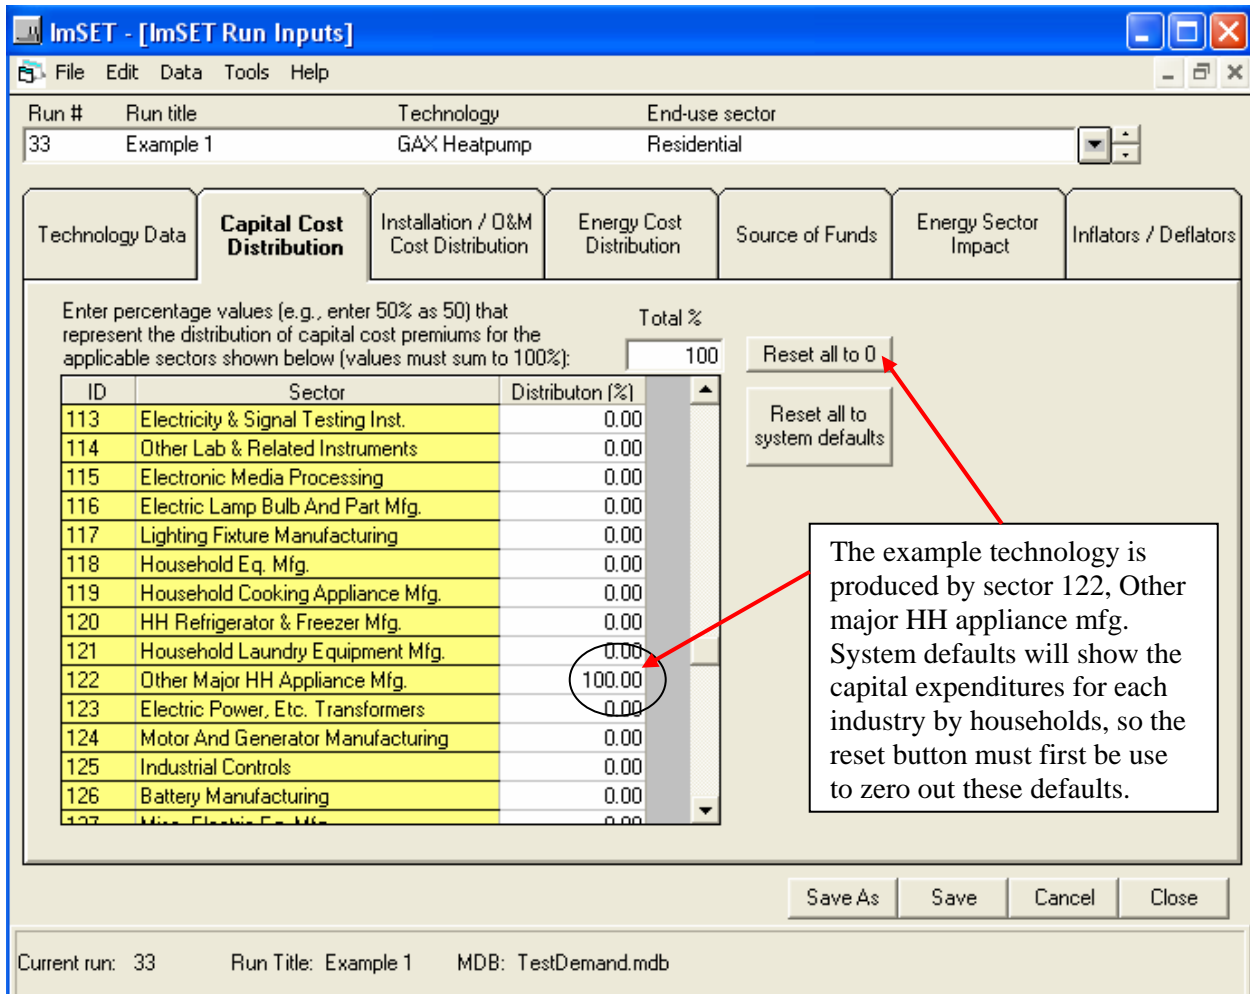 ImSET - [ImSET Run Inputs]
File Edit Data Tools Help
Run # Run title Technology End-use sector
33 Example 1 GAX Heatpump Residential
Technology Data
Capital Cost
Distribution
Installation / O&M
Cost Distribution
Energy Cost
Distribution
Source of Funds
Energy Sector
Impact
Inflators / Deflators
Enter percentage values (e.g., enter 50% as 50) that
represent the distribution of capital cost premiums for the
applicable sectors shown below (values must sum to 100%):
Total %
100
Reset all to 0
Reset all to
system defaults
ID Sector Distributon (%)
113 Electricity & Signal Testing Inst. 0.00
114 Other Lab & Related Instruments 0.00
115 Electronic Media Processing 0.00
116 Electric Lamp Bulb And Part Mfg. 0.00
117 Lighting Fixture Manufacturing 0.00
118 Household Eq. Mfg. 0.00
119 Household Cooking Appliance Mfg. 0.00
120 HH Refrigerator & Freezer Mfg. 0.00
121 Household Laundry Equipment Mfg. 0.00
122 Other Major HH Appliance Mfg. 100.00
123 Electric Power, Etc. Transformers 0.00
124 Motor And Generator Manufacturing 0.00
125 Industrial Controls 0.00
126 Battery Manufacturing 0.00
127 Misc. Electric Eq. Mfg. 0.00
The example technology is
produced by sector 122, Other
major HH appliance mfg.
System defaults will show the
capital expenditures for each
industry by households, so the
reset button must first be use
to zero out these defaults.
Save As Save Cancel Close
Current run: 33 Run Title: Example 1 MDB: TestDemand.mdb